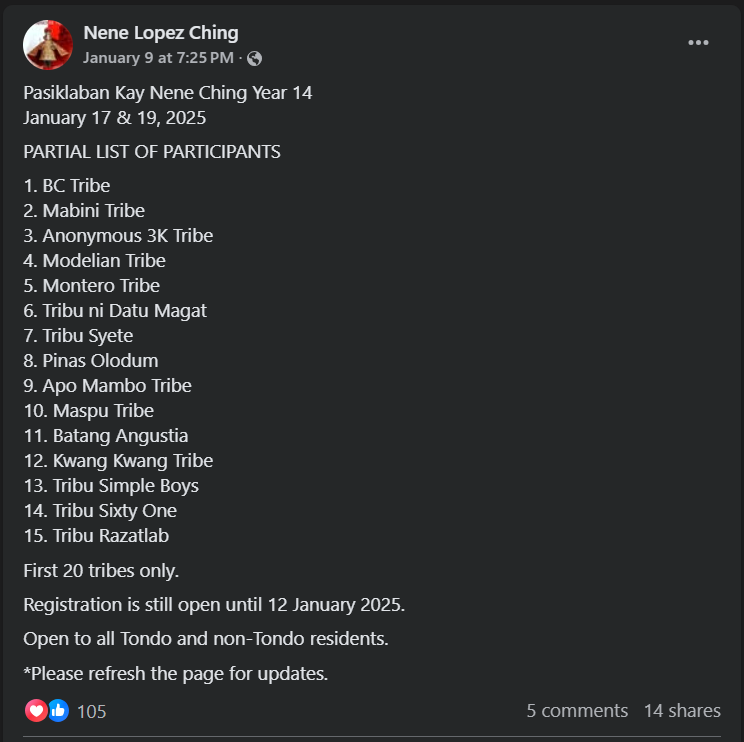 Nene Lopez Ching
January 9 at 7:25 PM ·
Pasiklaban Kay Nene Ching Year 14
January 17 & 19, 2025
PARTIAL LIST OF PARTICIPANTS
1. BC Tribe
2. Mabini Tribe
3. Anonymous 3K Tribe
4. Modelian Tribe
5. Montero Tribe
6. Tribu ni Datu Magat
7. Tribu Syete
8. Pinas Olodum
9. Apo Mambo Tribe
10. Maspu Tribe
11. Batang Angustia
12. Kwang Kwang Tribe
13. Tribu Simple Boys
14. Tribu Sixty One
15. Tribu Razatlab
First 20 tribes only.
Registration is still open until 12 January 2025.
Open to all Tondo and non-Tondo residents.
*Please refresh the page for updates.
105 5 comments 14 shares